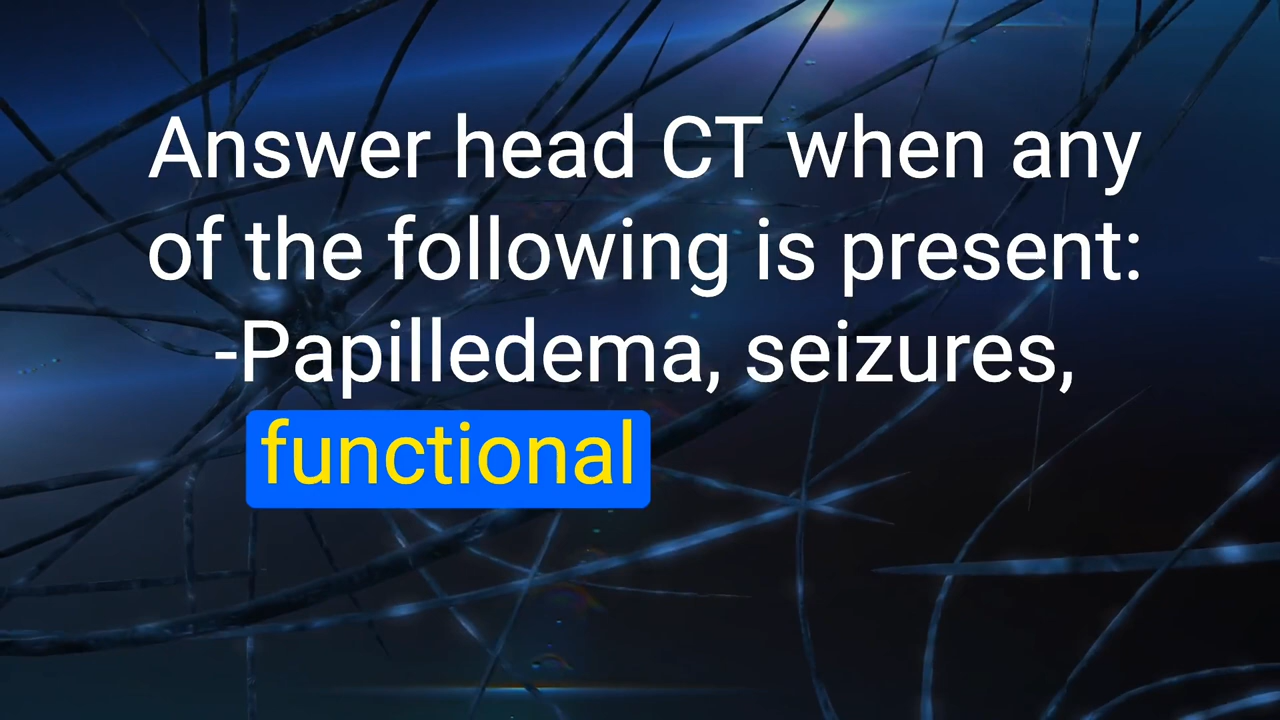 Answer head CT when any
of the following is present:
-Papilledema, seizures,
functional